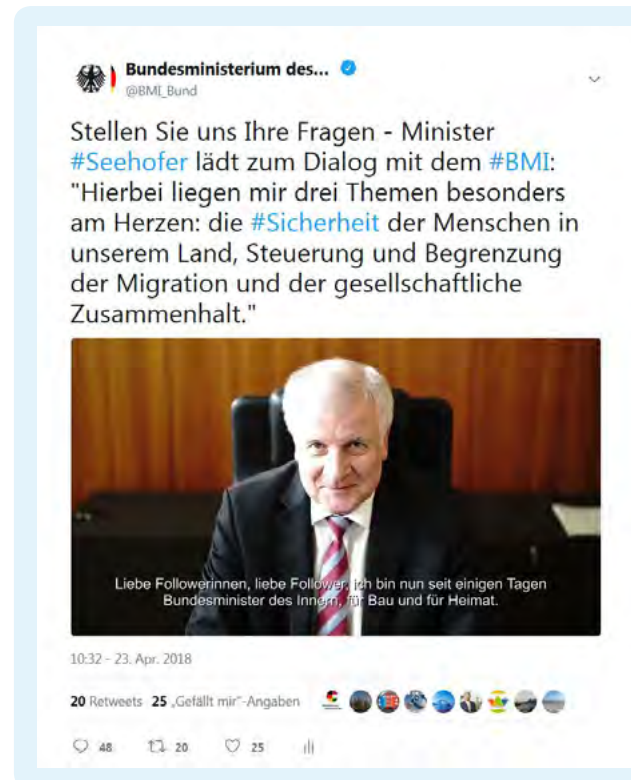 Bundesministerium des...
@BMI_Bund
Stellen Sie uns Ihre Fragen - Minister
#Seehofer lädt zum Dialog mit dem #BMI:
"Hierbei liegen mir drei Themen besonders
am Herzen: die #Sicherheit der Menschen in
unserem Land, Steuerung und Begrenzung
der Migration und der gesellschaftliche
Zusammenhalt."
Liebe Followerinnen, liebe Follower, ich bin nun seit einigen Tagen
Bundesminister des Innern, für Bau und für Heimat.
10:32 - 23. Apr. 2018
20 Retweets 25 „Gefällt mir"-Angaben
48 20 25